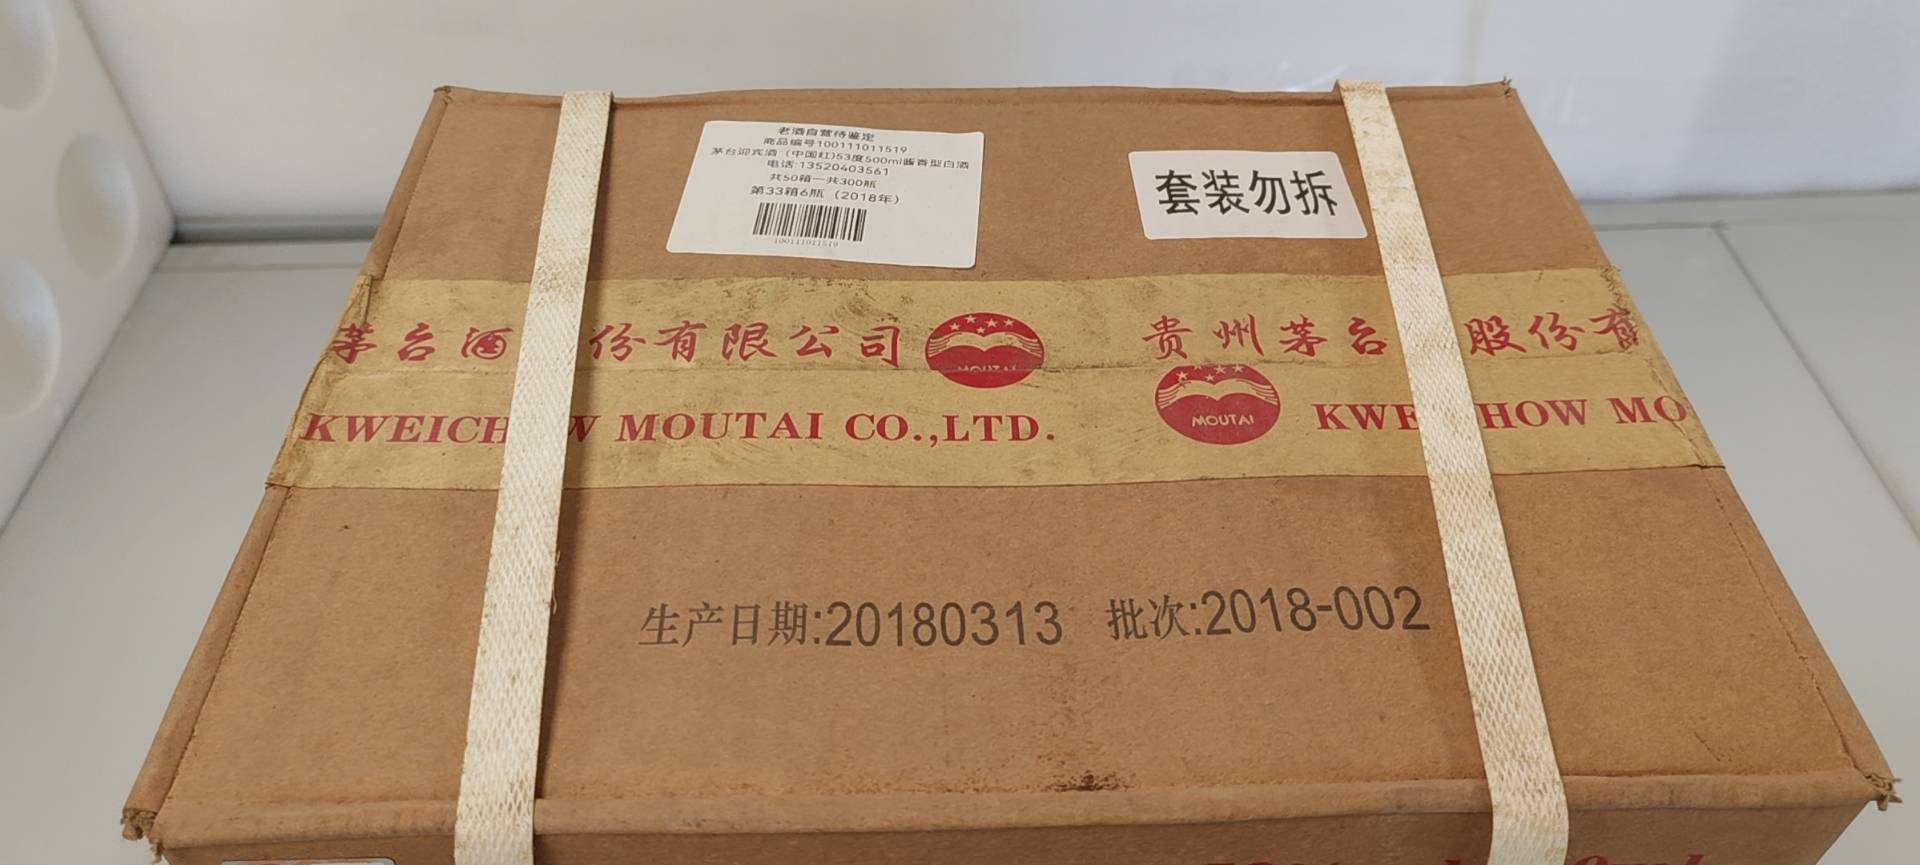 老酒自营待鉴定
商品编号100111011519
茅台迎宾酒（中国红)53度500ml酱香型白酒
电话:13520403561
共50箱一共300瓶
第33箱6瓶（2018年）
100111011519
套装勿拆
茅台酒 份有限公司
MOUTAI
贵州茅台 股份有
KWEICH W MOUTAI CO.,LTD.
MOUTAI
KWE HOW MO
生产日期:20180313 批次:2018-002